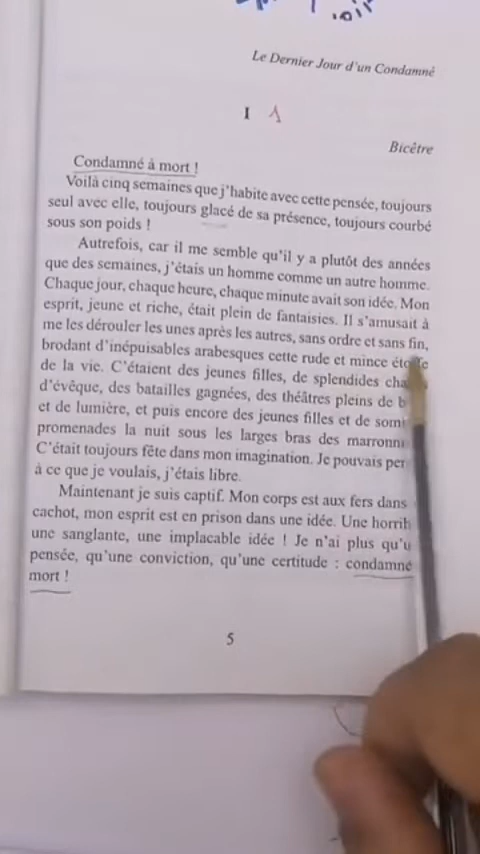 Le Dernier Jour d'un Condamné
I
Bicêtre
Condamné à mort !
Voilà cinq semaines que j'habite avec cette pensée, toujours
seul avec elle, toujours glacé de sa présence, toujours courbé
sous son poids !
Autrefois, car il me semble qu'il y a plutôt des années
que des semaines, j'étais un homme comme un autre homme.
Chaque jour, chaque heure, chaque minute avait son idée. Mon
esprit, jeune et riche, était plein de fantaisies. Il s'amusait à
me les dérouler les unes après les autres, sans ordre et sans fin,
brodant d'inépuisables arabesques cette rude et mince
de la vie. C'étaient des jeunes filles, de splendides
d'évêque, des batailles gagnées, des théâtres pleins de
et de lumière, et puis encore des jeunes filles et de
promenades la nuit sous les larges bras des
C'était toujours fête dans mon imagination. Je pouvais
à ce que je voulais, j'étais libre.
Maintenant je suis captif. Mon corps est aux fers dans
cachot, mon esprit est en prison dans une idée. Une
une sanglante, une implacable idée ! Je n'ai plus
pensée, qu'une conviction, qu'une certitude : condamné
mort !
5